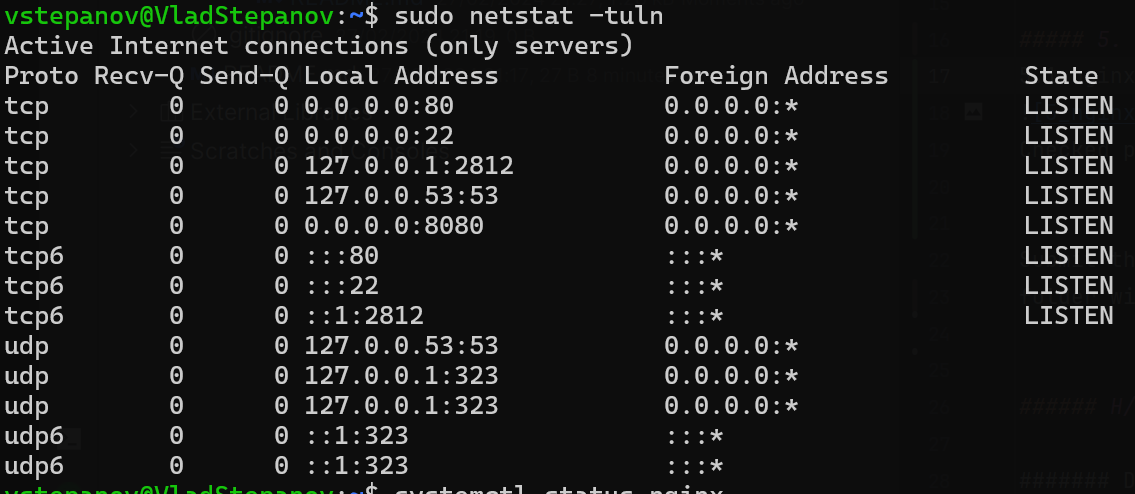 vstepanov@VladStepanov:~$ sudo netstat -tuln
Active Internet connections (only servers)
Proto Recv-Q Send-Q Local Address Foreign Address State
tcp 0 0 0.0.0.0:80 0.0.0.0:* LISTEN
tcp 0 0 0.0.0.0:22 0.0.0.0:* LISTEN
tcp 0 0 127.0.0.1:2812 0.0.0.0:* LISTEN
tcp 0 0 127.0.0.53:53 0.0.0.0:* LISTEN
tcp 0 0 0.0.0.0:8080 0.0.0.0:* LISTEN
tcp6 0 0 :::80 :::* LISTEN
tcp6 0 0 :::22 :::* LISTEN
tcp6 0 0 ::1:2812 :::* LISTEN
udp 0 0 127.0.0.53:53 0.0.0.0:*
udp 0 0 127.0.0.1:323 0.0.0.0:*
udp 0 0 127.0.0.1:323 0.0.0.0:*
udp6 0 0 ::1:323 :::*
udp6 0 0 ::1:323 :::*
vstepanov@VladStepanov:~$ systemctl status nginx
.gitignore
External Libraries
Scratches and Consoles